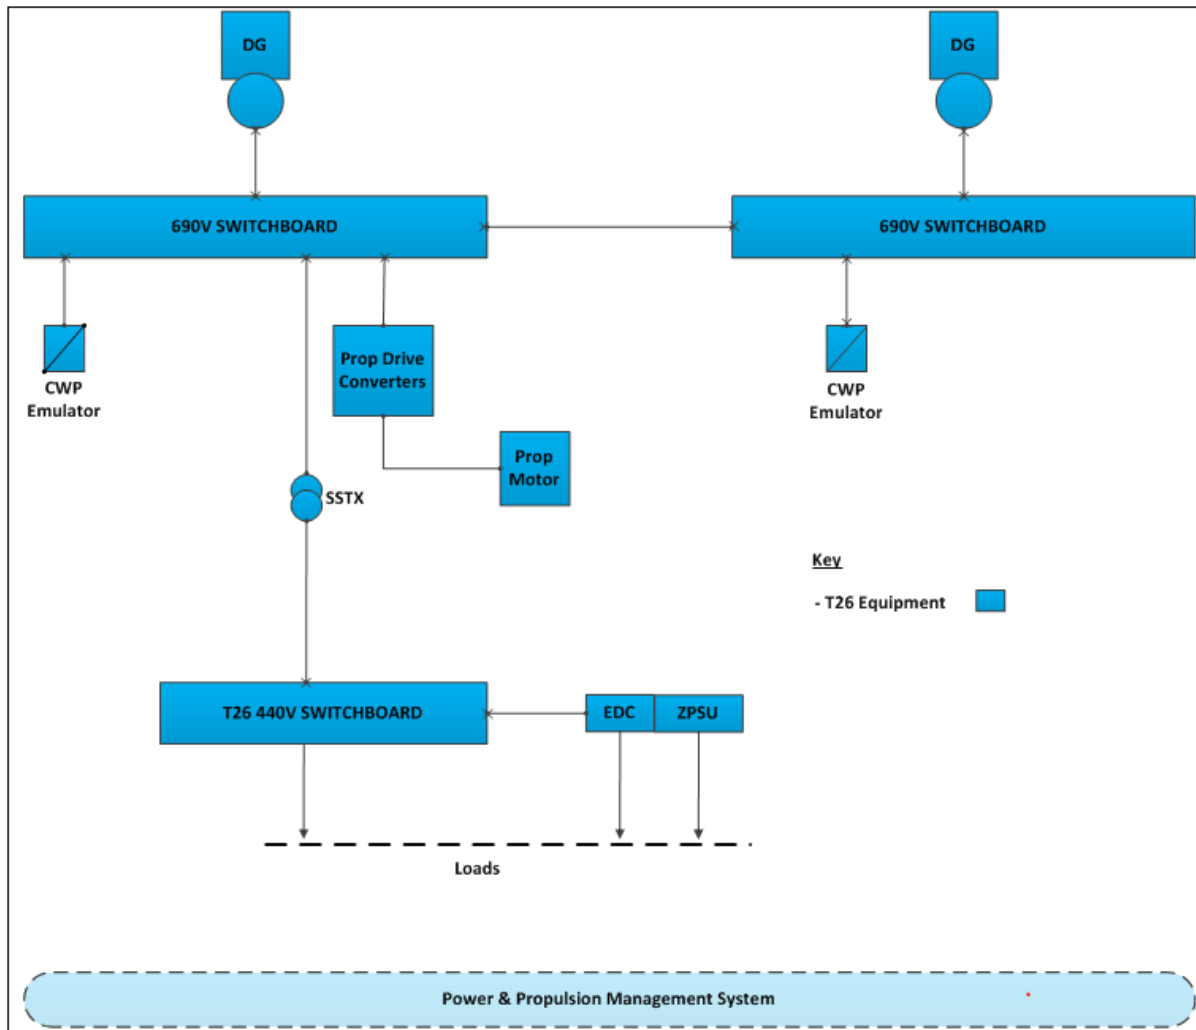 DG
DG
690V SWITCHBOARD
690V SWITCHBOARD
CWP
Emulator
Prop Drive
Converters
CWP
Emulator
Prop
Motor
SSTX
Key
- T26 Equipment
T26 440V SWITCHBOARD
EDC
ZPSU
Loads
Power & Propulsion Management System